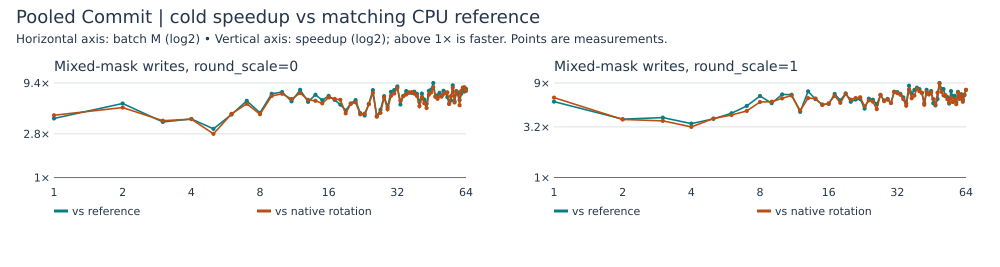 Pooled Commit | cold speedup vs matching CPU reference
Horizontal axis: batch M (log2) • Vertical axis: speedup (log2); above 1× is faster. Points are measurements.
Mixed-mask writes, round_scale=0
9.4×
2.8×
1×
1 2 4 8 16 32 64
vs reference vs native rotation
Mixed-mask writes, round_scale=1
9×
3.2×
1×
1 2 4 8 16 32 64
vs reference vs native rotation